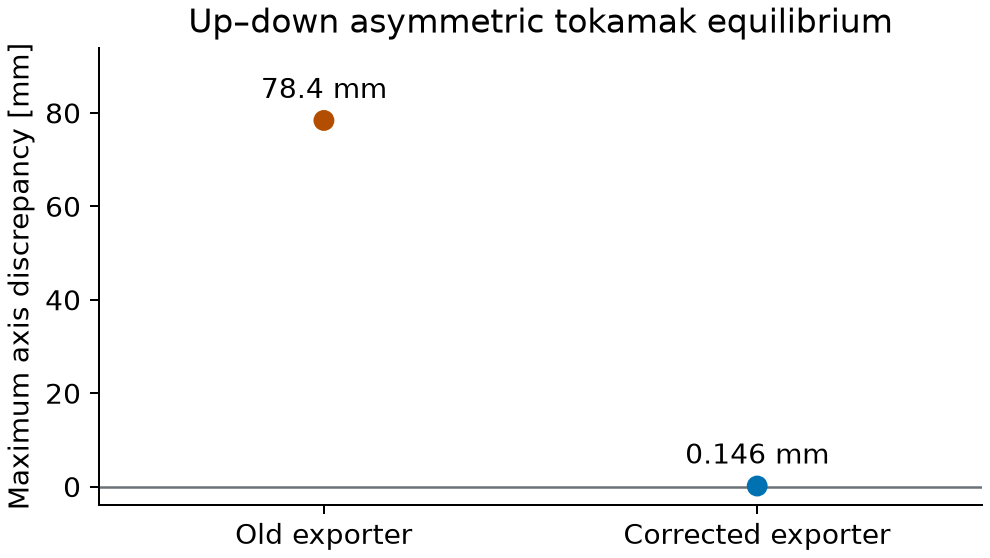 Up–down asymmetric tokamak equilibrium
Maximum axis discrepancy [mm]
80
60
40
20
0
78.4 mm
0.146 mm
Old exporter
Corrected exporter